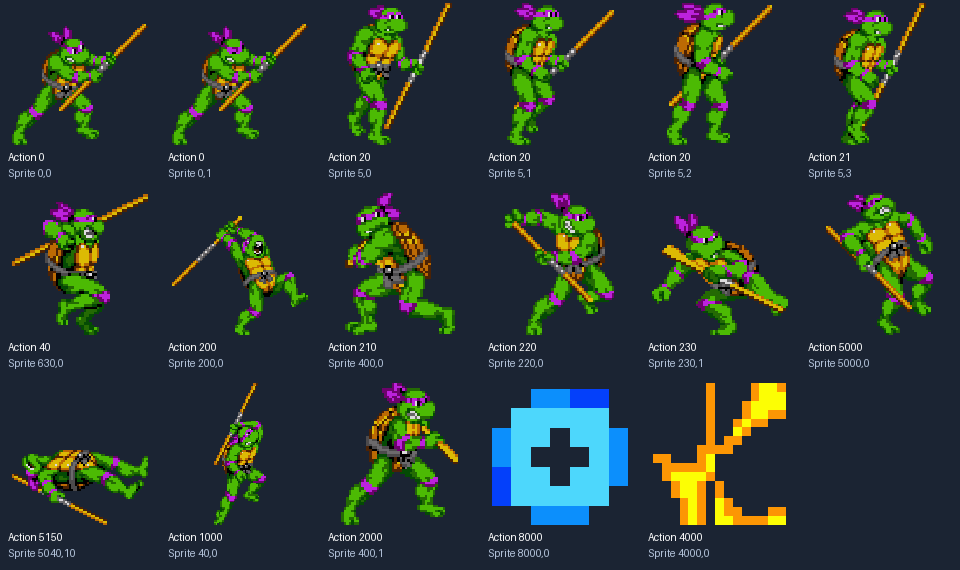 Action 0
Sprite 0,0
Action 0
Sprite 0,1
Action 20
Sprite 5,0
Action 20
Sprite 5,1
Action 20
Sprite 5,2
Action 21
Sprite 5,3
Action 40
Sprite 630,0
Action 200
Sprite 200,0
Action 210
Sprite 400,0
Action 220
Sprite 220,0
Action 230
Sprite 230,1
Action 5000
Sprite 5000,0
Action 5150
Sprite 5040,10
Action 1000
Sprite 40,0
Action 2000
Sprite 400,1
Action 8000
Sprite 8000,0
Action 4000
Sprite 4000,0